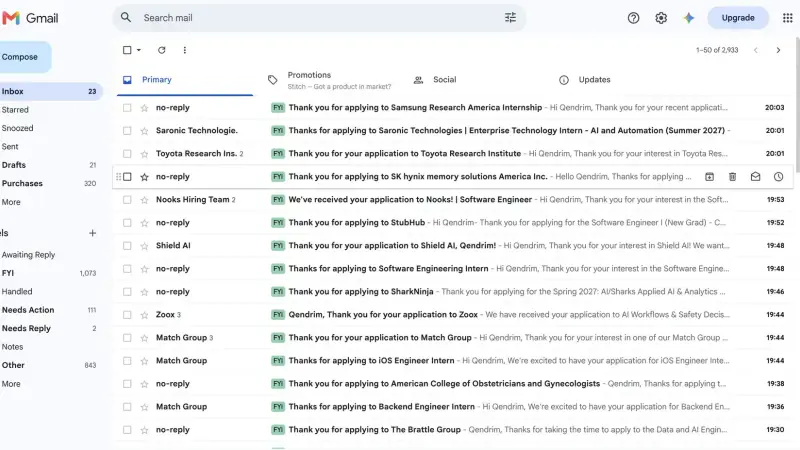 Gmail
Search mail
Upgrade
Compose
1–50 of 2,933
Inbox 23
Starred
Snoozed
Sent
Drafts 21
Purchases 320
More
els
Awaiting Reply
FYI 1,073
Handled
Needs Action 111
Needs Reply 2
Notes
Other 643
More
Primary
Promotions
Stitch – Got a product in market?
Social
Updates
no-reply FYI Thank you for applying to Samsung Research America Internship - Hi Qendrim, Thank you for your recent applicati... 20:03
Saronic Technologie. FYI Thanks for applying to Saronic Technologies | Enterprise Technology Intern - AI and Automation (Summer 2027) - 20:01
Toyota Research Ins. 2 FYI Thank you for your application to Toyota Research Institute - Hi Qendrim, Thank you for your interest in Toyota Res... 20:01
no-reply FYI Thank you for applying to SK hynix memory solutions America Inc. - Hello Qendrim, Thanks for applying ...
Nooks Hiring Team 2 FYI We've received your application to Nooks! | Software Engineer - Hi Qendrim, Thank you for your interest in the Soft... 19:53
no-reply FYI Thank you for applying to StubHub - Hi Qendrim- Thank you for applying for the Software Engineer I (New Grad) - C... 19:52
Shield AI FYI Thank you for your application to Shield AI, Qendrim! - Hi Qendrim, Thank you for your interest in Shield AI! We want... 19:48
no-reply FYI Thanks for applying to Software Engineering Intern - Hi Qendrim, Thank you for your interest in the Software Engine... 19:48
no-reply FYI Thank you for applying to SharkNinja - Thank you for applying for the Spring 2027: AI/Sharks Applied AI & Analytics ... 19:46
Zoox 3 FYI Qendrim, Thank you for your application to Zoox - We have received your application to AI Workflows & Safety Decis... 19:44
Match Group 3 FYI Thank you for your application to Match Group - Hi Qendrim, Thank you for your interest in one of our Match Group ... 19:44
Match Group FYI Thanks for applying to iOS Engineer Intern - Hi Qendrim, We're excited to have your application for iOS Engineer Inte... 19:44
no-reply FYI Thank you for applying to American College of Obstetricians and Gynecologists - Qendrim, Thanks for applying t... 19:38
Match Group FYI Thanks for applying to Backend Engineer Intern - Hi Qendrim, We're excited to have your application for Backend En... 19:36
no-reply FYI Thank you for applying to The Brattle Group - Qendrim, Thanks for taking the time to apply to the Data and AI Engin... 19:30